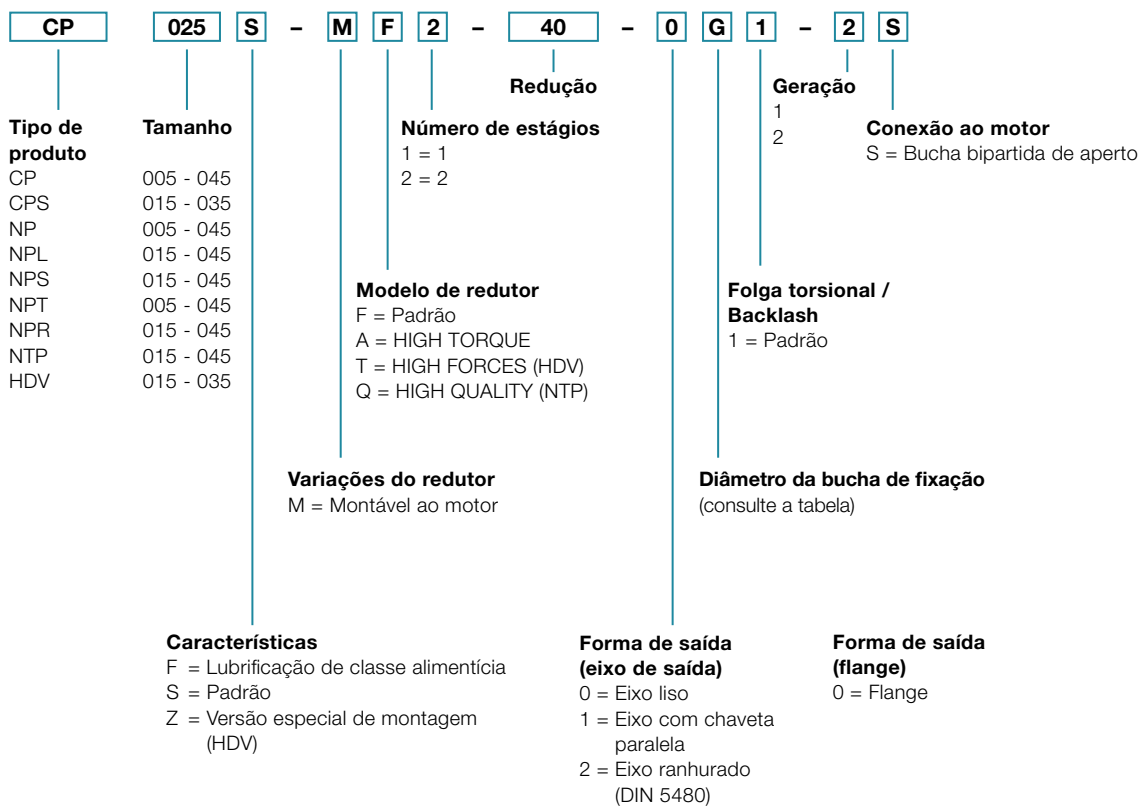 CP 025 S – M F 2 – 40 – 0 G 1 – 2 S
Redução
Geração
1
2
Tipo de
produto
CP
CPS
NP
NPL
NPS
NPT
NPR
NTP
HDV
Tamanho
005 - 045
015 - 035
005 - 045
015 - 045
015 - 045
005 - 045
015 - 045
015 - 045
015 - 035
Número de estágios
1 = 1
2 = 2
Conexão ao motor
S = Bucha bipartida de aperto
Modelo de redutor
F = Padrão
A = HIGH TORQUE
T = HIGH FORCES (HDV)
Q = HIGH QUALITY (NTP)
Folga torsional /
Backlash
1 = Padrão
Variações do redutor
M = Montável ao motor
Diâmetro da bucha de fixação
(consulte a tabela)
Características
F = Lubrificação de classe alimentícia
S = Padrão
Z = Versão especial de montagem
(HDV)
Forma de saída
(eixo de saída)
0 = Eixo liso
1 = Eixo com chaveta
paralela
2 = Eixo ranhurado
(DIN 5480)
Forma de saída
(flange)
0 = Flange